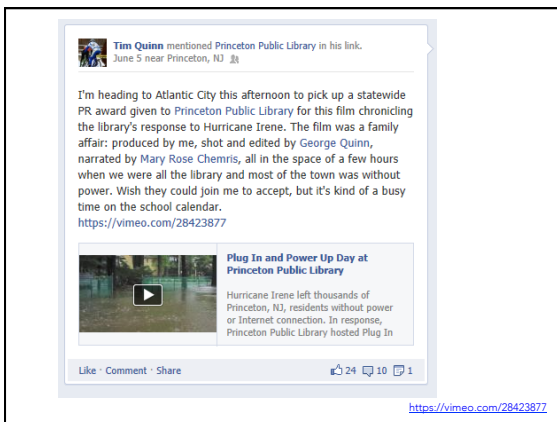 Tim Quinn mentioned Princeton Public Library in his link.
June 5 near Princeton, NJ
I'm heading to Atlantic City this afternoon to pick up a statewide
PR award given to Princeton Public Library for this film chronicling
the library's response to Hurricane Irene. The film was a family
affair: produced by me, shot and edited by George Quinn,
narrated by Mary Rose Chemris, all in the space of a few hours
when we were all the library and most of the town was without
power. Wish they could join me to accept, but it's kind of a busy
time on the school calendar.
https://vimeo.com/28423877
Plug In and Power Up Day at
Princeton Public Library
Hurricane Irene left thousands of
Princeton, NJ, residents without power
or Internet connection. In response,
Princeton Public Library hosted Plug In
Like · Comment · Share 24 10 1
https://vimeo.com/28423877